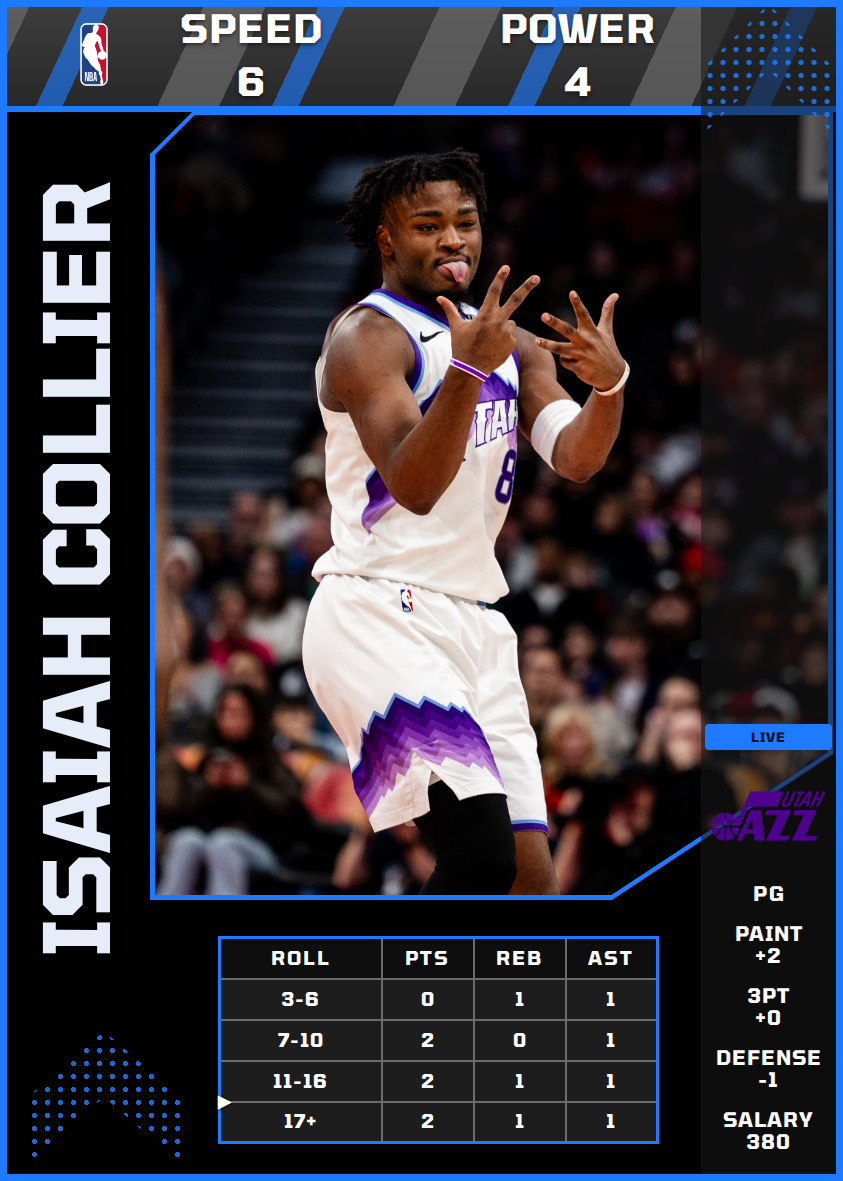 NBA
SPEED
6
POWER
4
ISAIAH COLLIER
UTAH
8
LIVE
UTAH
JAZZ
PG
PAINT
+2
3PT
+0
DEFENSE
-1
SALARY
380
ROLL PTS REB AST
3-6 0 1 1
7-10 2 0 1
11-16 2 1 1
17+ 2 1 1